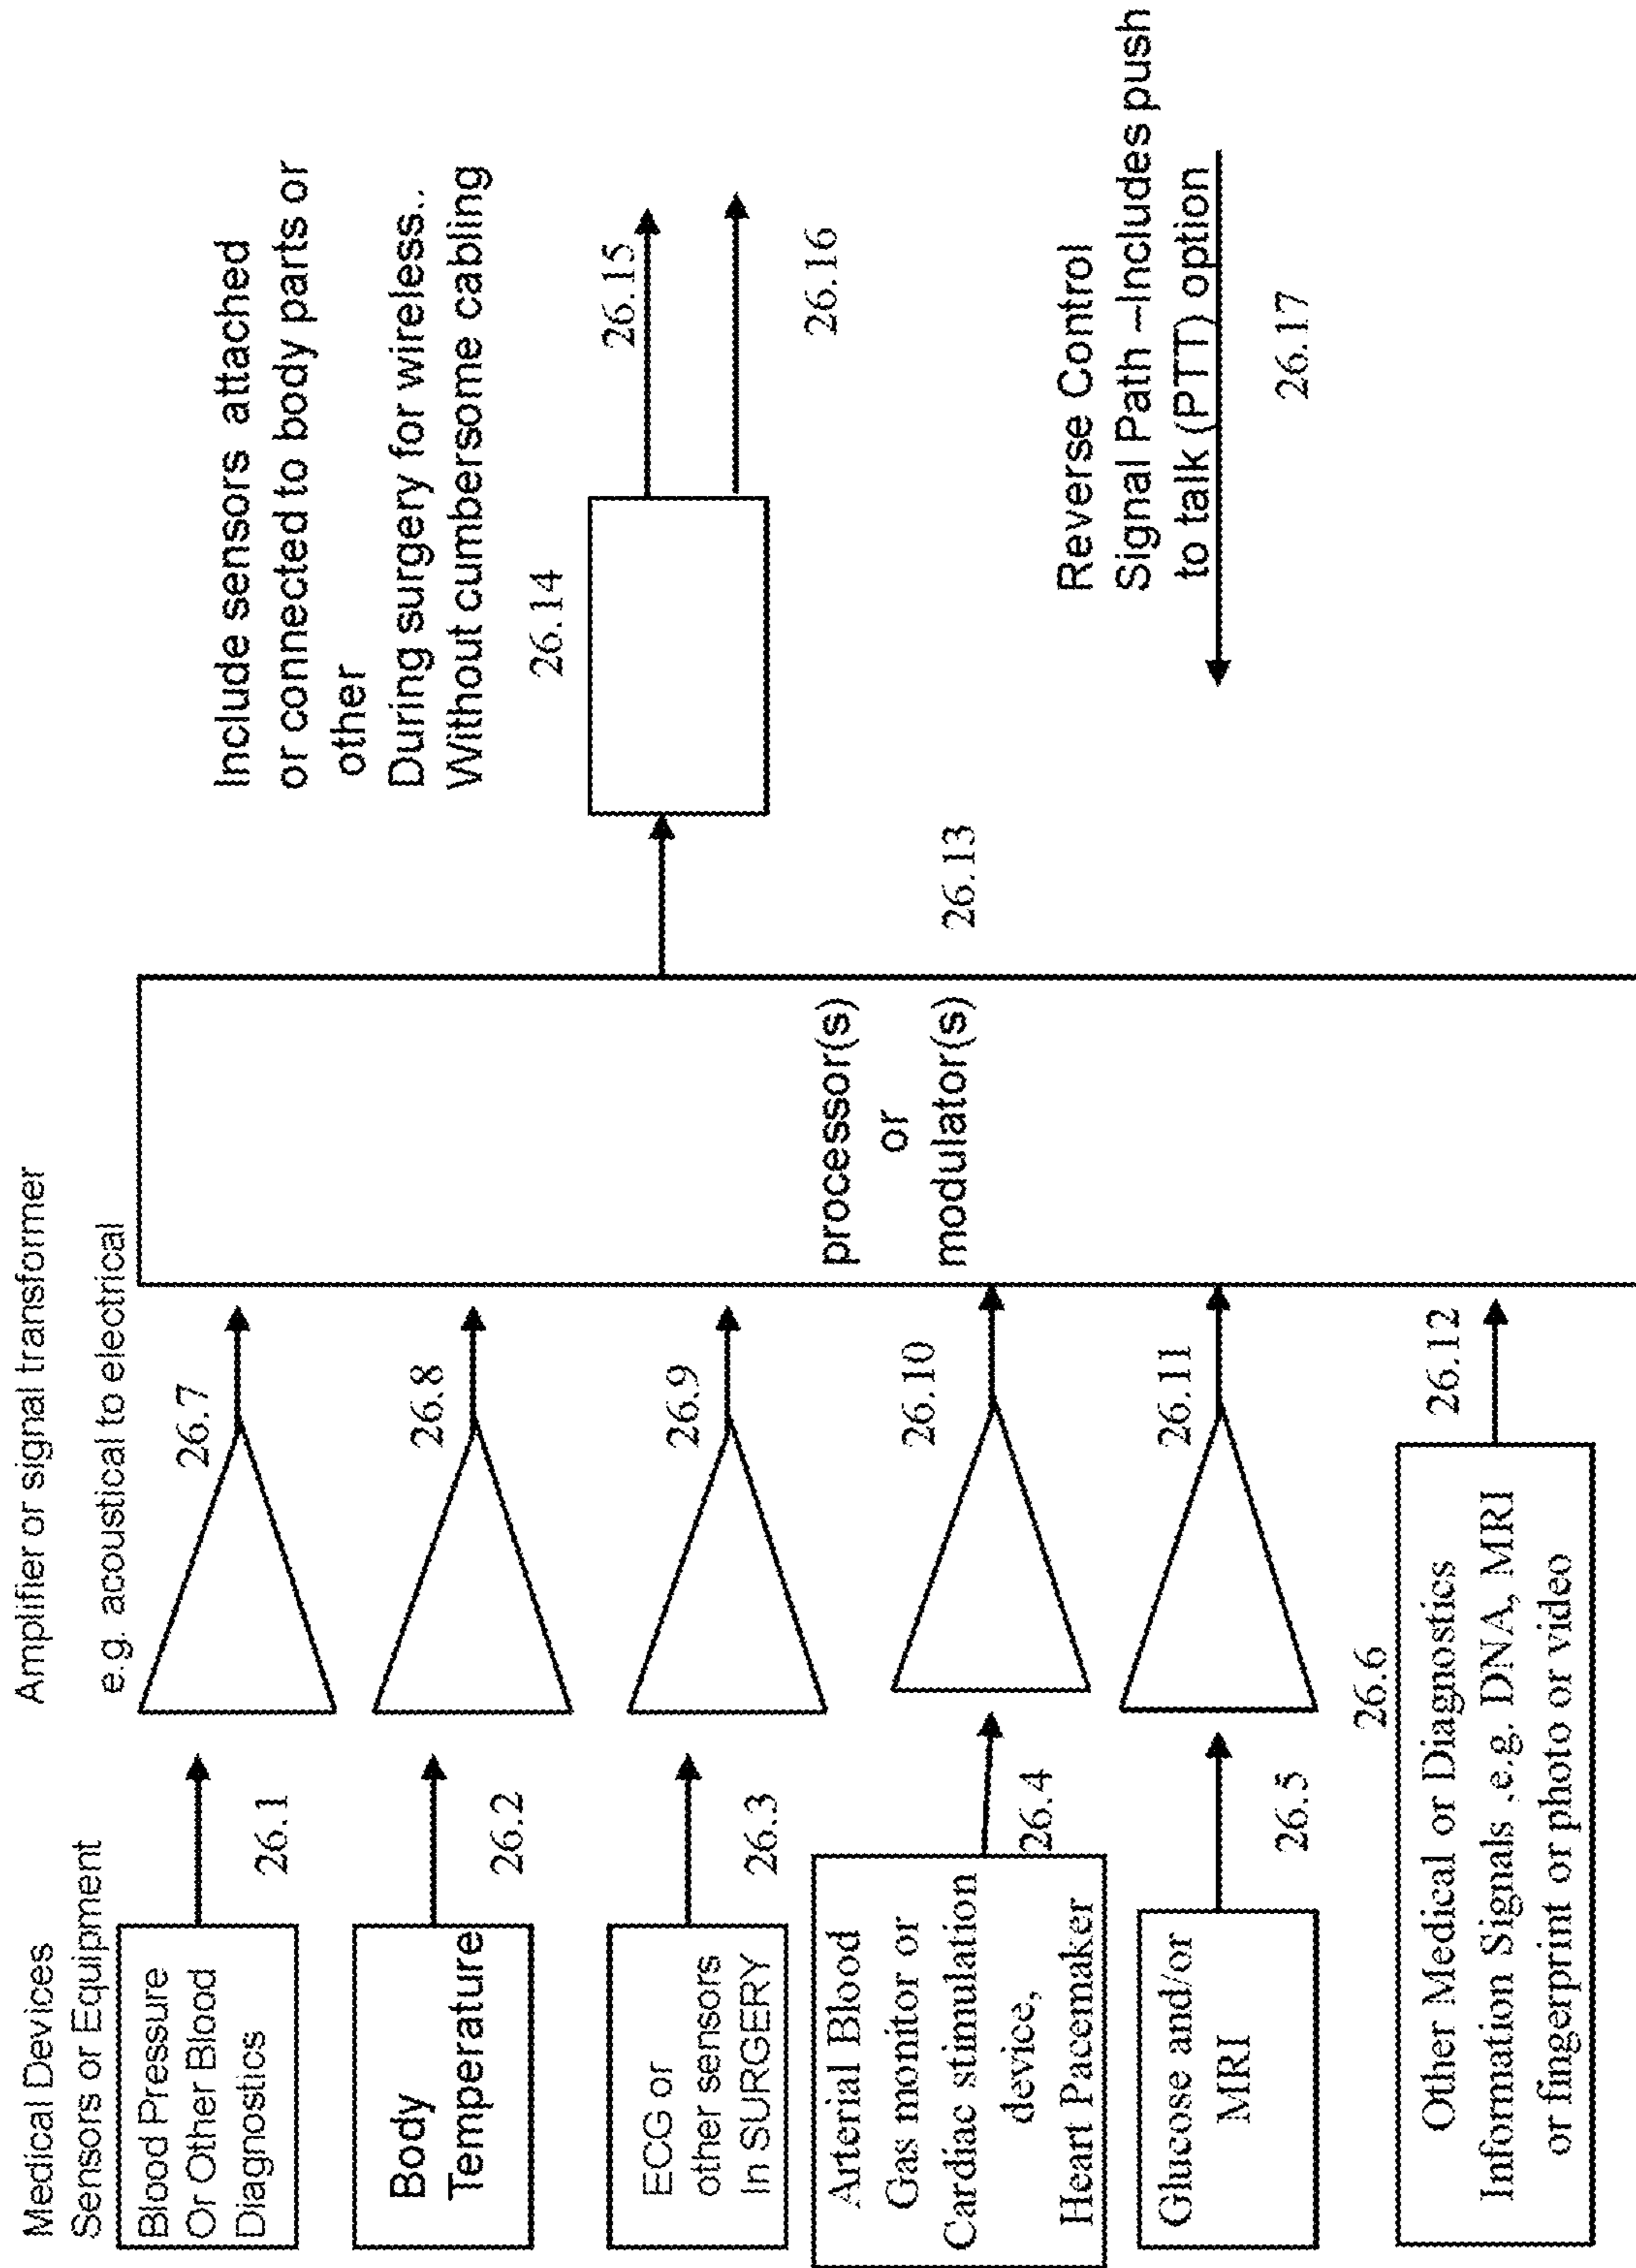 Medical Devices
Sensors or Equipment
Amplifier or signal transformer
e.g. acoustical to electrical
Blood Pressure
Or Other Blood
Diagnostics
26.1
26.7
Body
Temperature
26.2
26.8
ECG or
other sensors
In SURGERY
26.3
26.9
Arterial Blood
Gas monitor or
Cardiac stimulation
device,
Heart Pacemaker
26.4
26.10
Glucose and/or
MRI
26.5
26.11
26.6
Other Medical or Diagnostics
Information Signals ,e.g. DNA, MRI
or fingerprint or photo or video
26.12
processor(s)
or
modulator(s)
26.13
Include sensors attached
or connected to body parts or
other
During surgery for wireless..
Without cumbersome cabling
26.14
26.15
26.16
Reverse Control
Signal Path –Includes push
to talk (PTT) option
26.17